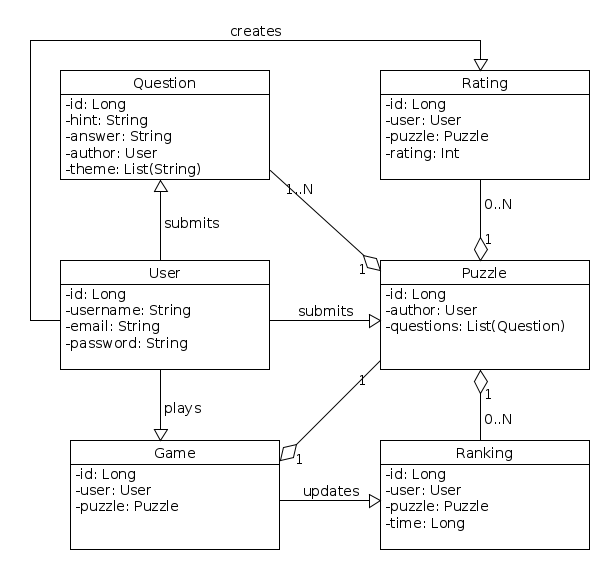 creates
Question
-id: Long
-hint: String
-answer: String
-author: User
-theme: List(String)
Rating
-id: Long
-user: User
-puzzle: Puzzle
-rating: Int
1..N
1
0..N
1
submits
User
-id: Long
-username: String
-email: String
-password: String
submits
Puzzle
-id: Long
-author: User
-questions: List(Question)
plays
1
1
1
0..N
Game
-id: Long
-user: User
-puzzle: Puzzle
updates
Ranking
-id: Long
-user: User
-puzzle: Puzzle
-time: Long